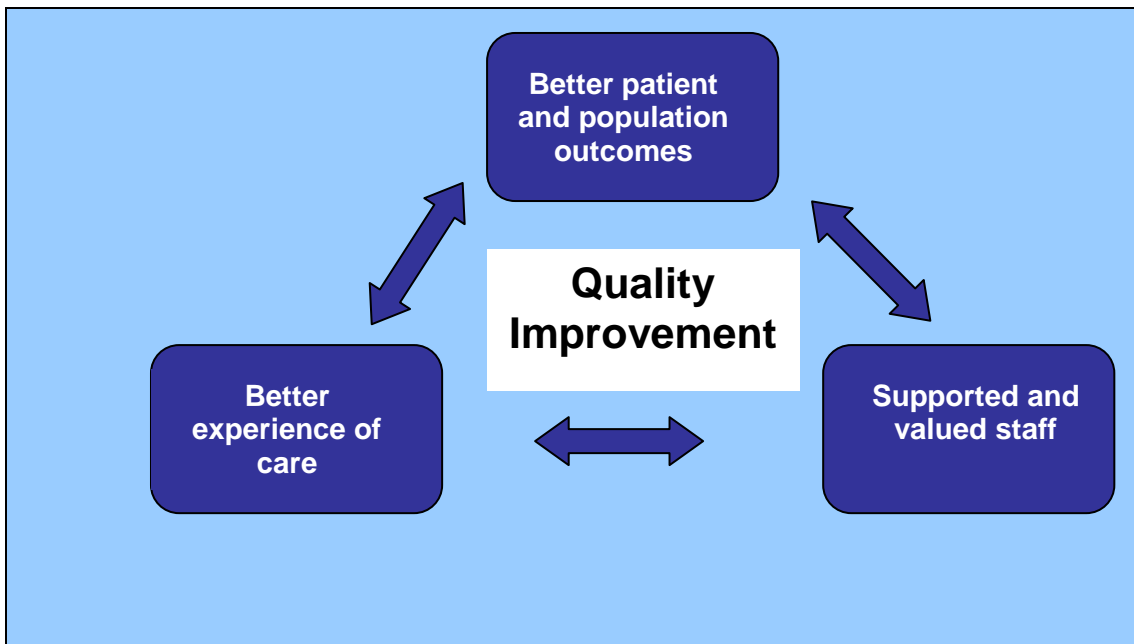 Better patient
and population
outcomes
Quality
Improvement
Better
experience of
care
Supported and
valued staff